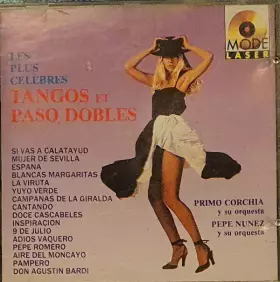 LES
PLUS
CELEBRES
TANGOS ET
PASO DOBLES
MODE
LASER
SI VAS A CALATAYUD
MUJER DE SEVILLA
ESPANA
BLANCAS MARGARITAS
LA VIRUTA
YUYO VERDE
CAMPANAS DE LA GIRALDA
CANTANDO
DOCE CASCABELES
INSPIRACION
9 DE JULIO
ADIOS VAQUERO
PEPE ROMERO
AIRE DEL MONCAYO
PAMPERO
DON AGUSTIN BARDI
PRIMO CORCHIA
y su orquesta
PEPE NUNEZ
y su orquesta